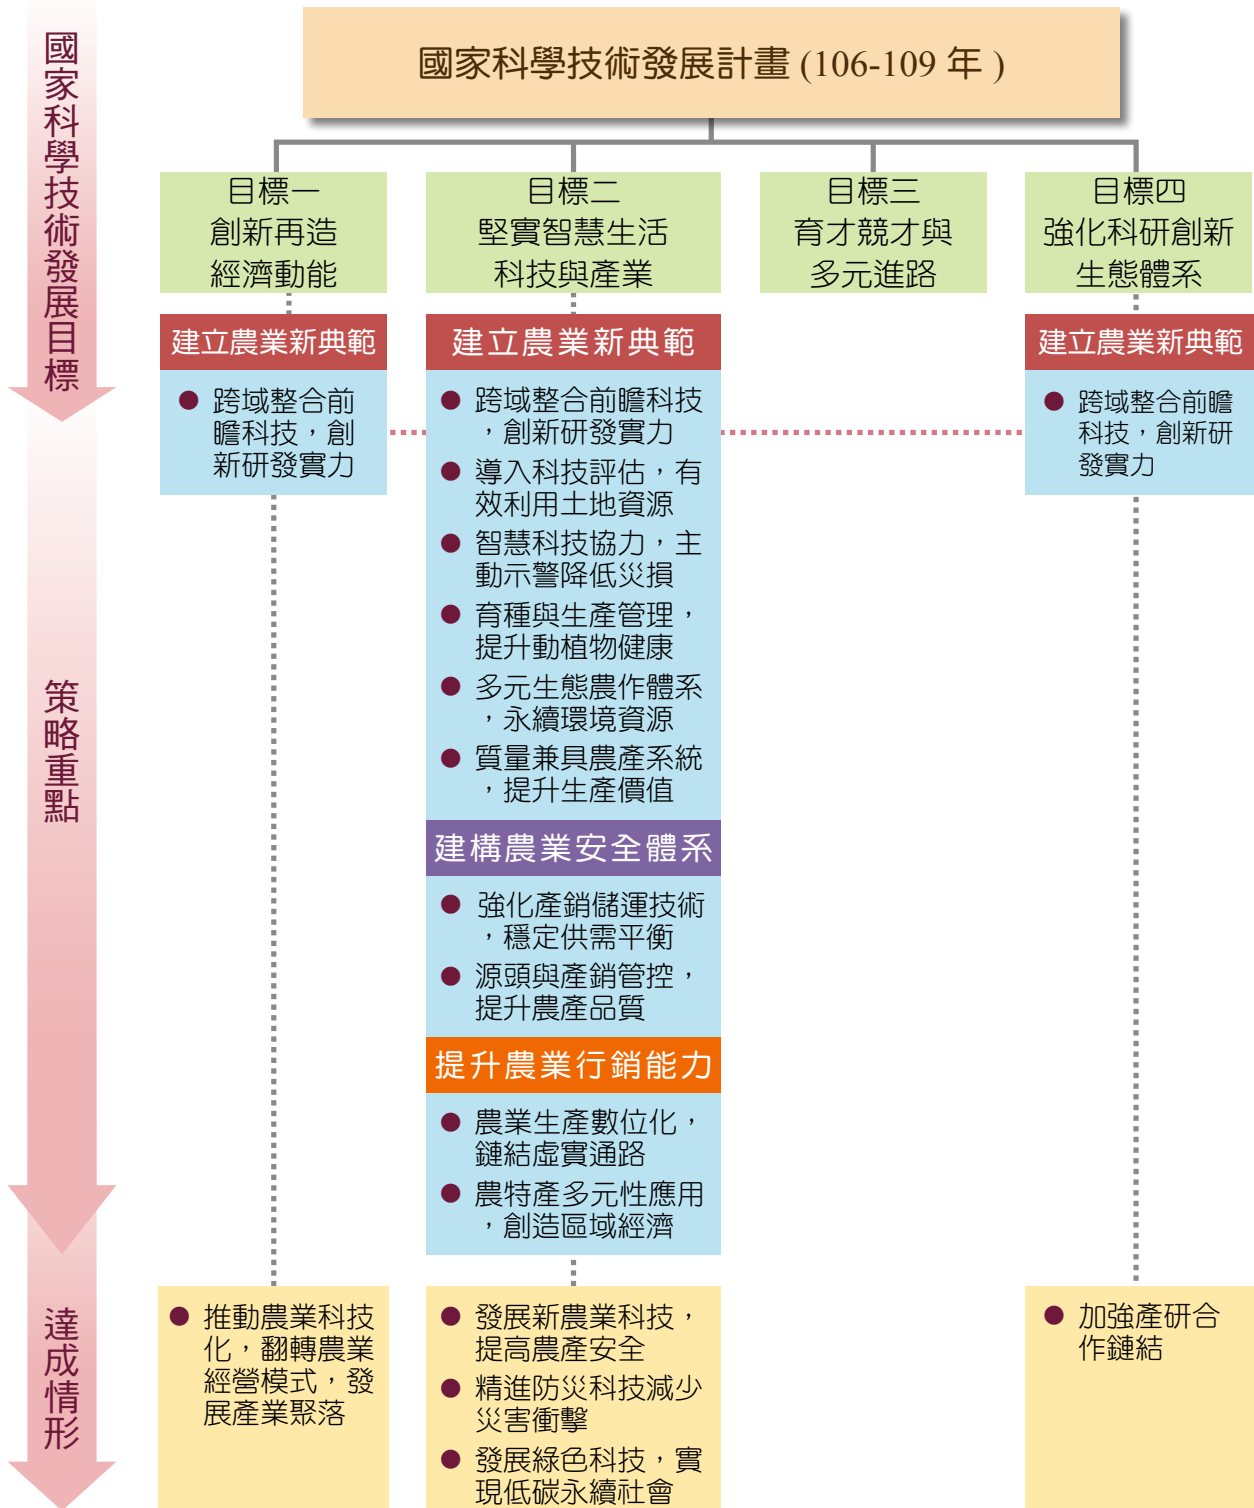 國家科學技術發展目標
國家科學技術發展計畫 (106-109 年 )
目標一
創新再造
經濟動能
目標二
堅實智慧生活
科技與產業
目標三
育才競才與
多元進路
目標四
強化科研創新
生態體系
策略重點
建立農業新典範
● 跨域整合前
瞻科技，創
新研發實力
建立農業新典範
● 跨域整合前瞻科技
，創新研發實力
● 導入科技評估，有
效利用土地資源
● 智慧科技協力，主
動示警降低災損
● 育種與生產管理，
提升動植物健康
● 多元生態農作體系
，永續環境資源
● 質量兼具農產系統
，提升生產價值
建構農業安全體系
● 強化產銷儲運技術
，穩定供需平衡
● 源頭與產銷管控，
提升農產品質
提升農業行銷能力
● 農業生產數位化，
鏈結虛實通路
● 農特產多元性應用
，創造區域經濟
建立農業新典範
● 跨域整合前瞻
科技，創新研
發實力
達成情形
● 推動農業科技
化，翻轉農業
經營模式，發
展產業聚落
● 發展新農業科技，
提高農產安全
● 精進防災科技減少
災害衝擊
● 發展綠色科技，實
現低碳永續社會
● 加強產研合
作鏈結